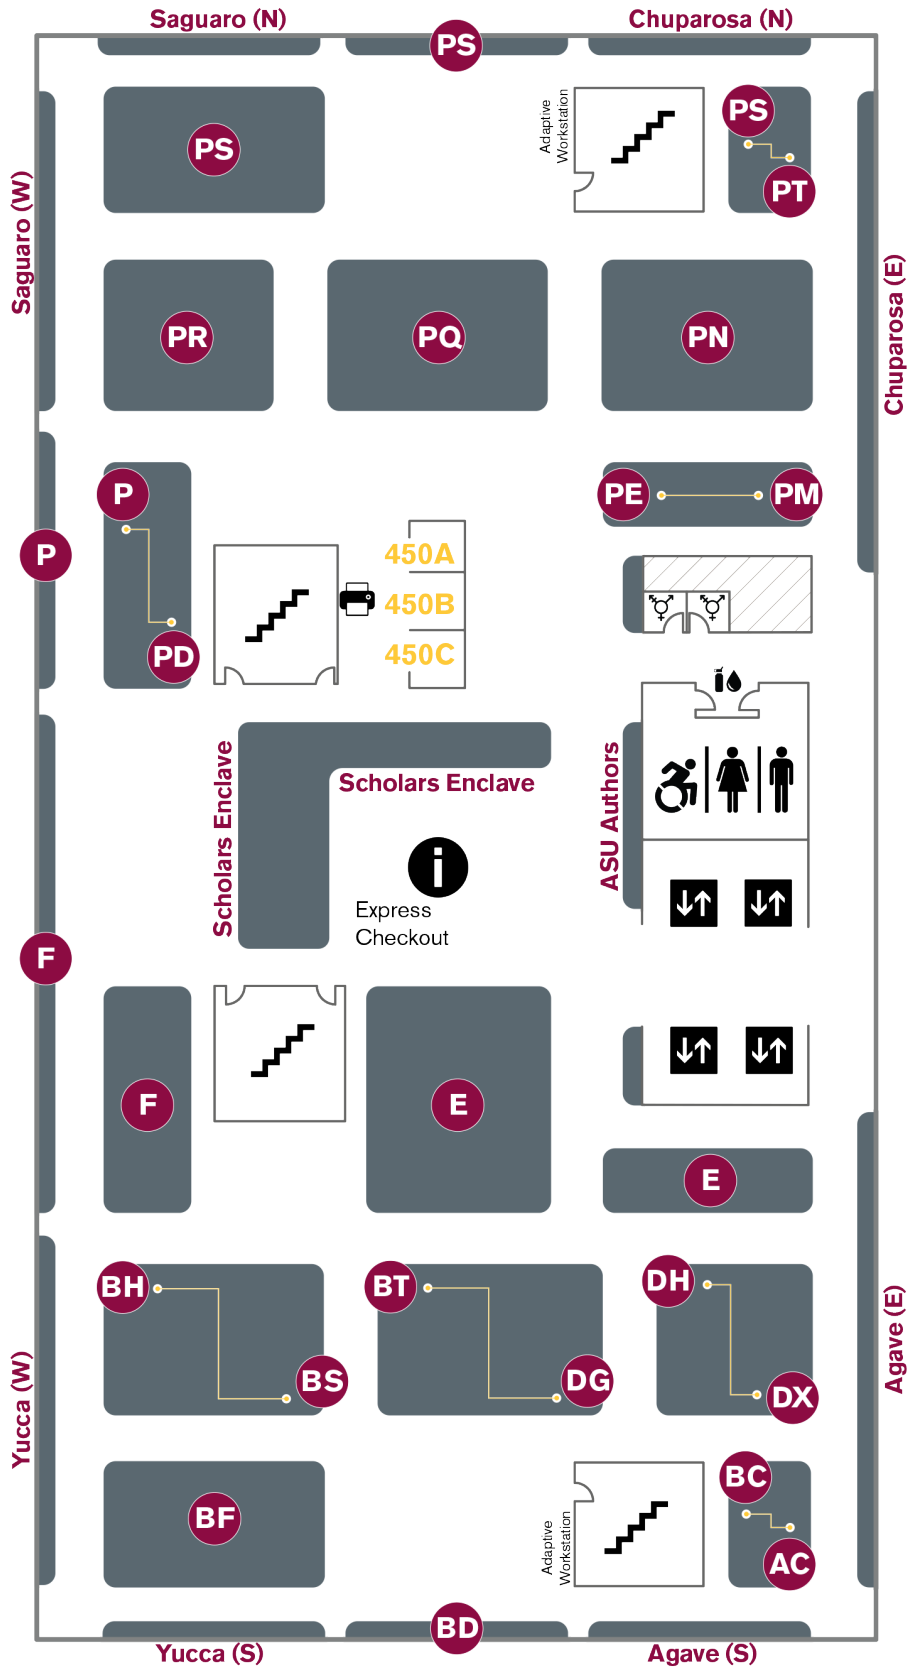 Saguaro (N)
PS
Chuparosa (N)
Adaptive
Workstation
PS
PS
PT
Saguaro (W)
Chuparosa (E)
PR
PQ
PN
P
PE
PM
P
450A
450B
450C
PD
Scholars Enclave
Scholars Enclave
ASU Authors
i
Express
Checkout
F
F
E
E
BH
BT
DH
BS
DG
DX
Yucca (W)
Agave (E)
BF
Adaptive
Workstation
BC
AC
BD
Yucca (S)
Agave (S)